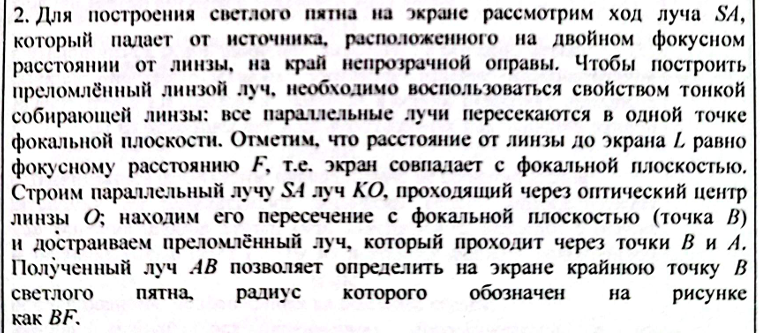 2. Для построения светлого пятна на экране рассмотрим ход луча SA,
который падает от источника, расположенного на двойном фокусном
расстоянии от линзы, на край непрозрачной оправы. Чтобы построить
преломлённый линзой луч, необходимо воспользоваться свойством тонкой
собирающей линзы: все параллельные лучи пересекаются в одной точке
фокальной плоскости. Отметим, что расстояние от линзы до экрана L равно
фокусному расстоянию F, т.е. экран совпадает с фокальной плоскостью.
Строим параллельный лучу SA луч KO, проходящий через оптический центр
линзы O; находим его пересечение с фокальной плоскостью (точка B)
и достраиваем преломлённый луч, который проходит через точки B и A.
Полученный луч AB позволяет определить на экране крайнюю точку B
светлого пятна, радиус которого обозначен на рисунке
как BF.